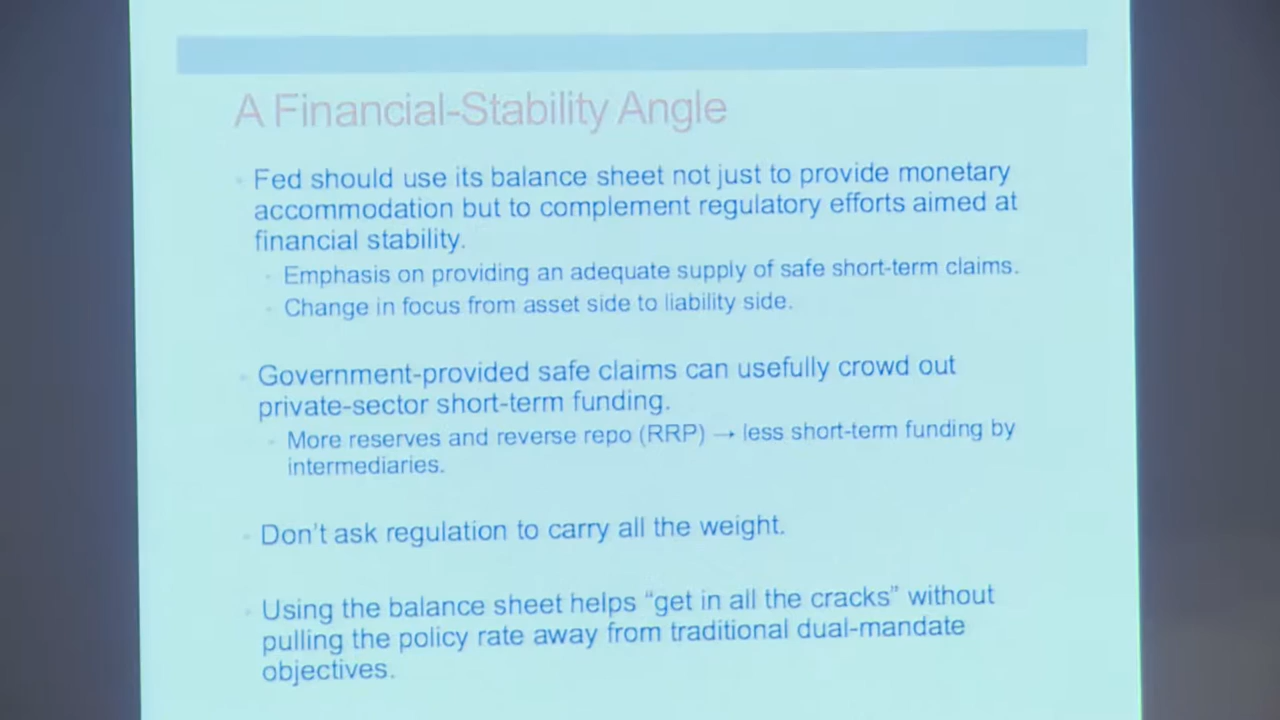 A Financial-Stability Angle
Fed should use its balance sheet not just to provide monetary
accommodation but to complement regulatory efforts aimed at
financial stability.
Emphasis on providing an adequate supply of safe short-term claims.
Change in focus from asset side to liability side.
Government-provided safe claims can usefully crowd out
private-sector short-term funding.
More reserves and reverse repo (RRP) → less short-term funding by
intermediaries.
Don't ask regulation to carry all the weight.
Using the balance sheet helps “get in all the cracks” without
pulling the policy rate away from traditional dual-mandate
objectives.